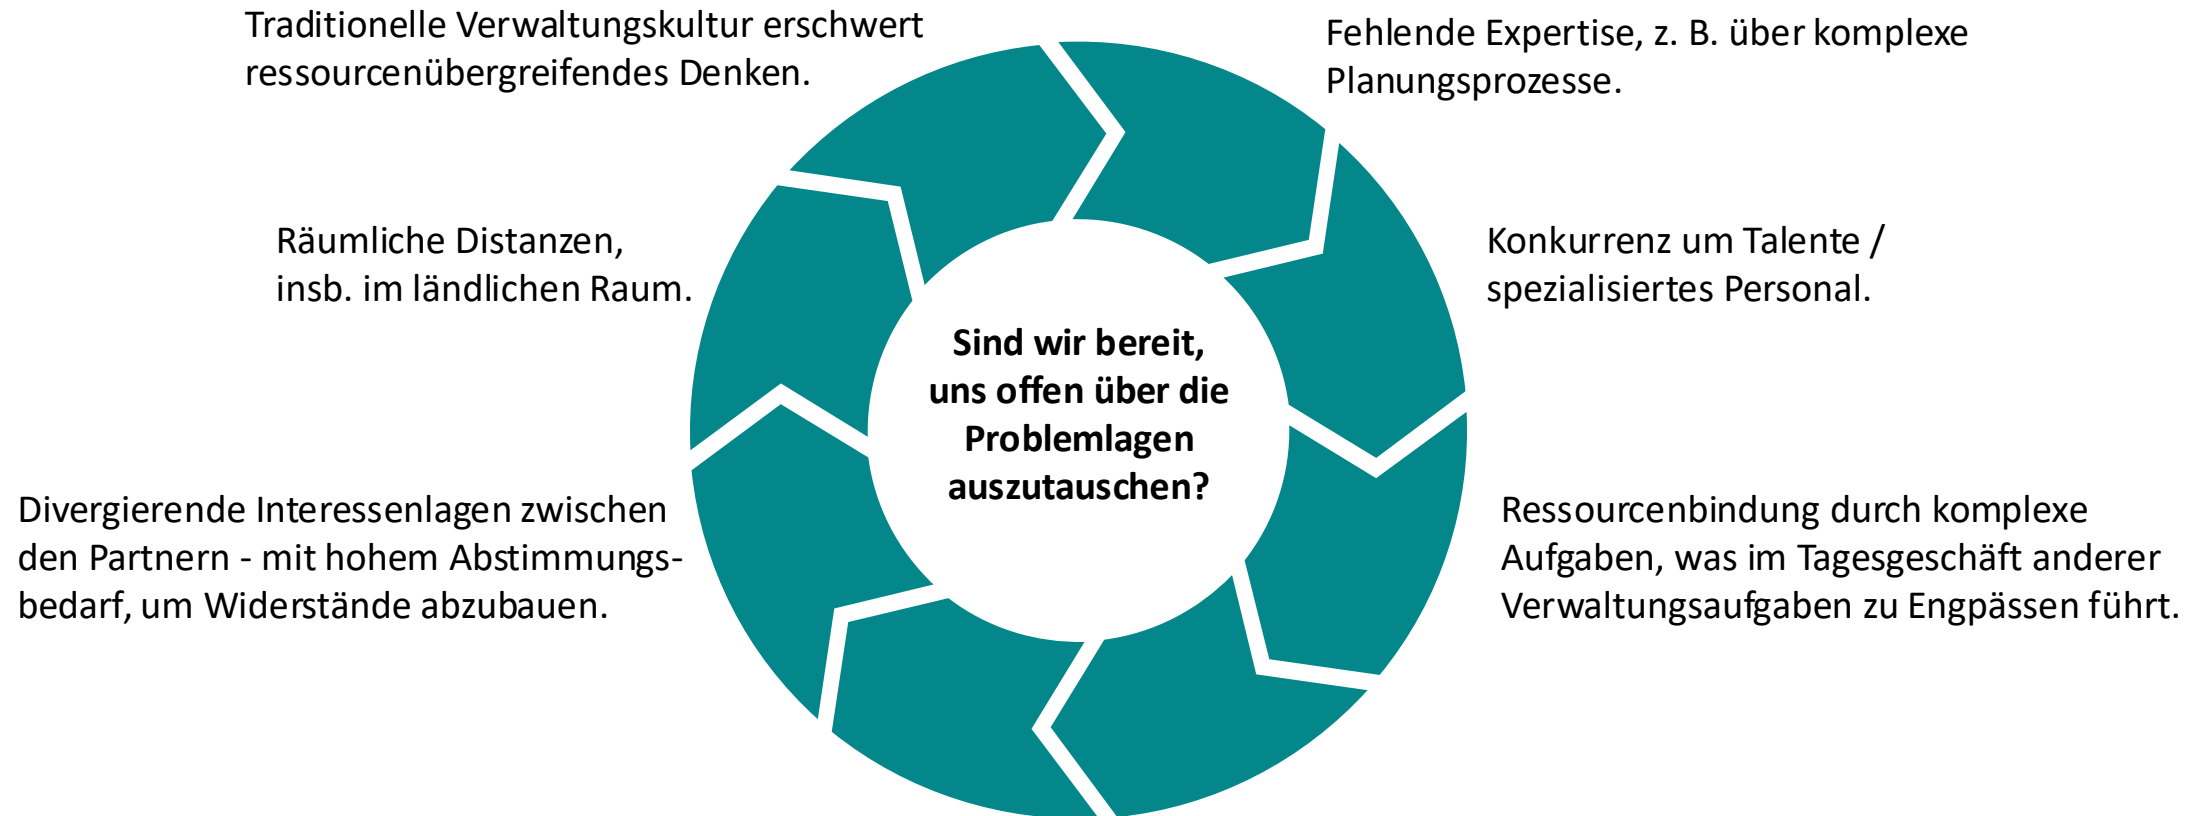 Traditionelle Verwaltungskultur erschwert
ressourcenübergreifendes Denken.
Fehlende Expertise, z. B. über komplexe
Planungsprozesse.
Räumliche Distanzen,
insb. im ländlichen Raum.
Konkurrenz um Talente /
spezialisiertes Personal.
Sind wir bereit,
uns offen über die
Problemlagen
auszutauschen?
Divergierende Interessenlagen zwischen
den Partnern - mit hohem Abstimmungs-
bedarf, um Widerstände abzubauen.
Ressourcenbindung durch komplexe
Aufgaben, was im Tagesgeschäft anderer
Verwaltungsaufgaben zu Engpässen führt.